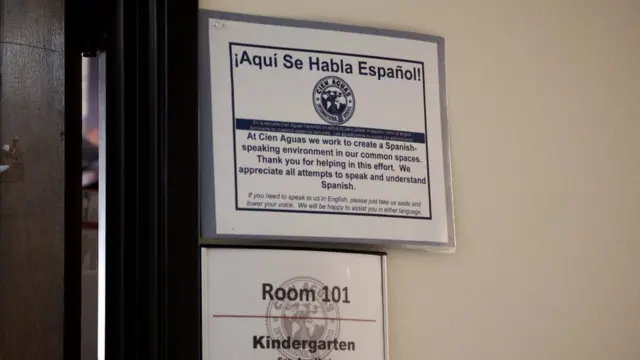 ¡Aquí Se Habla Español!
CIEN AGUAS
At Cien Aguas we work to create a Spanish-
speaking environment in our common spaces.
Thank you for helping in this effort. We
appreciate all attempts to speak and understand
Spanish.
If you need to speak to us in English, please just take us aside and
lower your voice. We will be happy to assist you in either language.
Room 101
Kindergarten